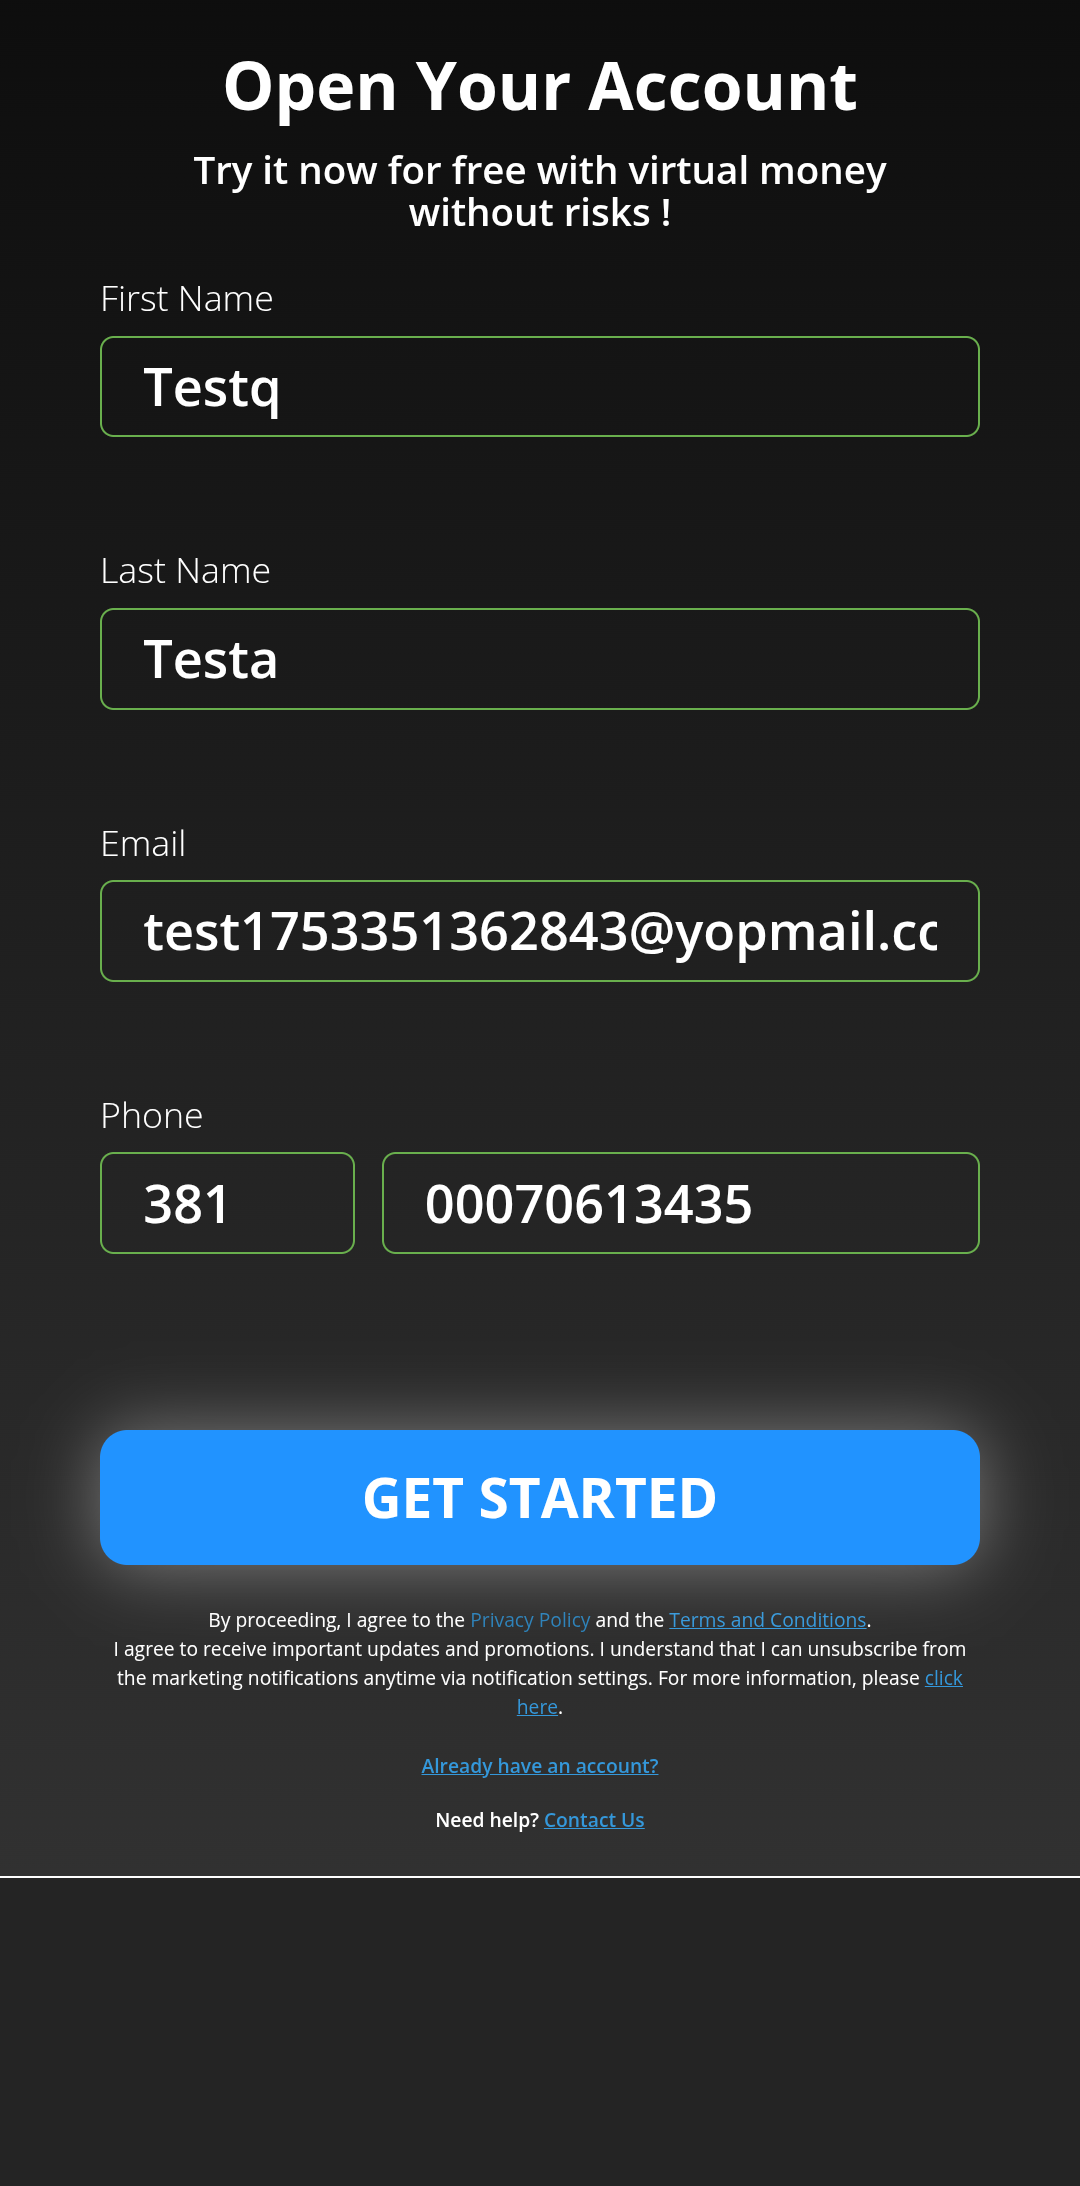 Open Your Account
Try it now for free with virtual money
without risks !
First Name
Testq
Last Name
Testa
Email
test1753351362843@yopmail.cc
Phone
381 00070613435
GET STARTED
By proceeding, I agree to the Privacy Policy and the Terms and Conditions.
I agree to receive important updates and promotions. I understand that I can unsubscribe from
the marketing notifications anytime via notification settings. For more information, please click
here.
Already have an account?
Need help? Contact Us